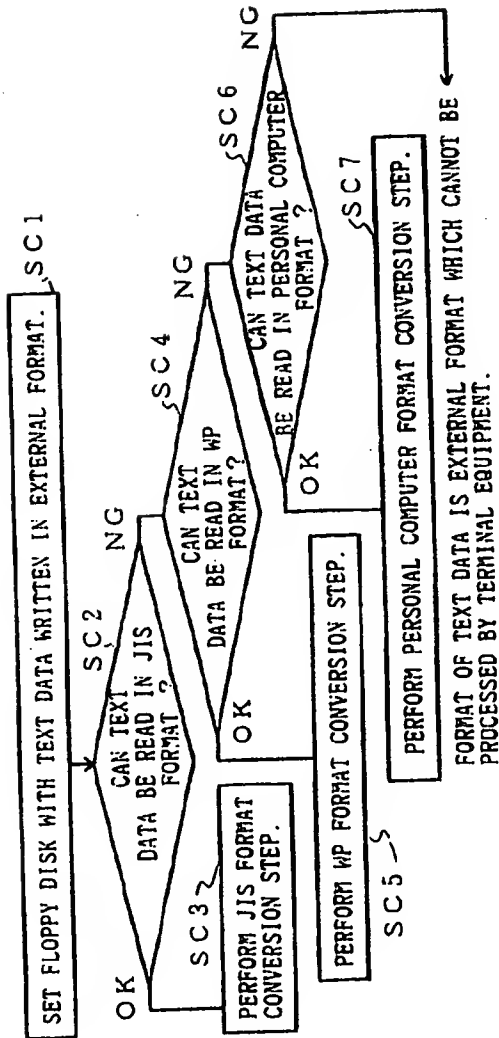 SET FLOPPY DISK WITH TEXT DATA WRITTEN IN EXTERNAL FORMAT.
SC1
SC2
CAN TEXT
DATA BE READ IN JIS
FORMAT ?
OK
NG
SC3
PERFORM JIS FORMAT
CONVERSION STEP.
SC4
CAN TEXT
DATA BE READ IN WP
FORMAT?
OK
NG
SC5
PERFORM WP FORMAT CONVERSION STEP.
SC6
CAN TEXT DATA
BE READ IN PERSONAL COMPUTER
FORMAT ?
OK
NG
SC7
PERFORM PERSONAL COMPUTER FORMAT CONVERSION STEP.
FORMAT OF TEXT DATA IS EXTERNAL FORMAT WHICH CANNOT BE
PROCESSED BY TERMINAL EQUIPMENT.